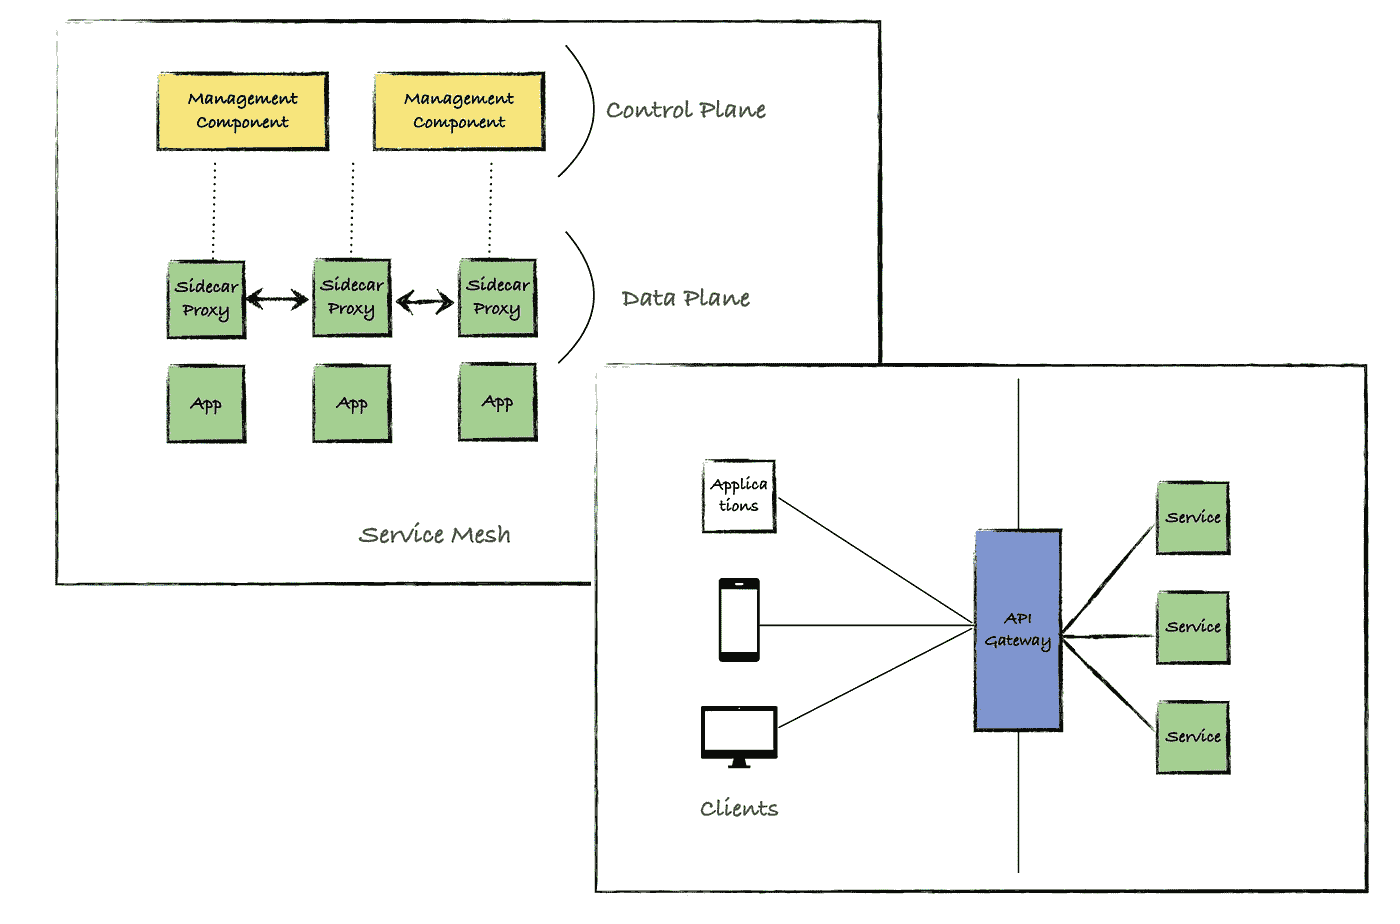 Management
Component
Management
Component
Control Plane
Sidecar
Proxy
Sidecar
Proxy
Sidecar
Proxy
Data Plane
App
App
App
Service Mesh
Applica
tions
API
Gateway
Service
Service
Service
Clients